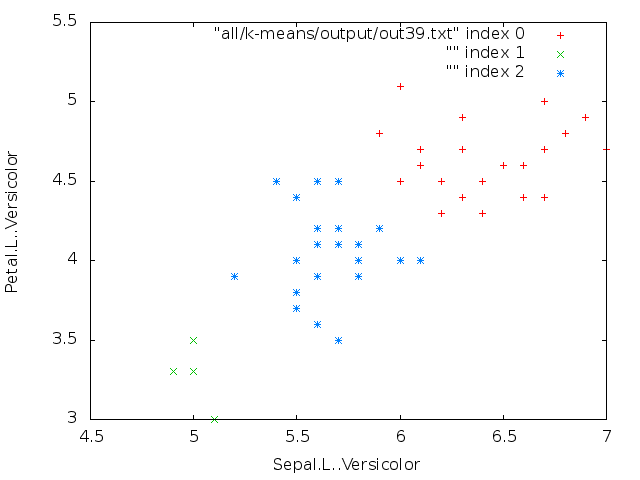 "all/k-means/output/out39.txt" index 0
"" index 1
"" index 2
5.5
5
4.5
4
3.5
3
4.5 5 5.5 6 6.5 7
Petal.L..Versicolor
Sepal.L..Versicolor